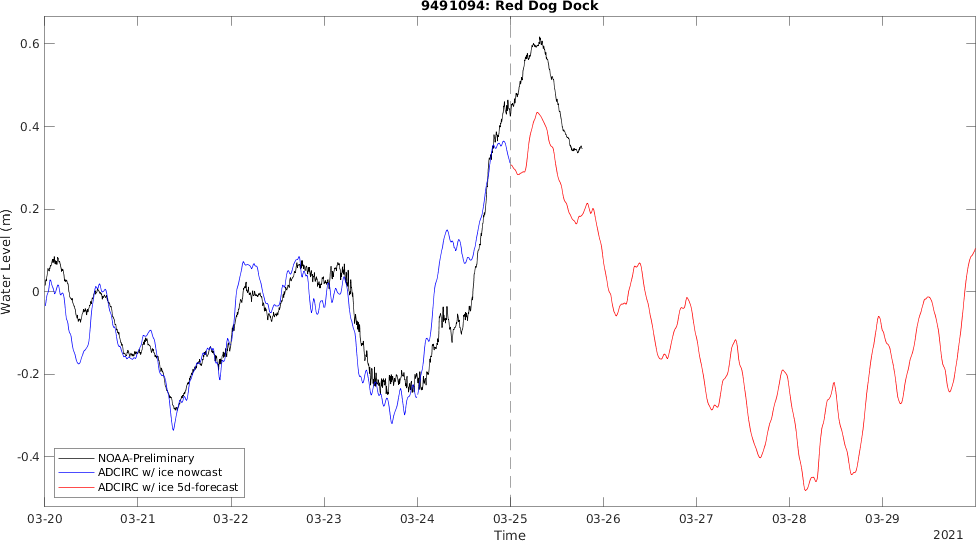 9491094: Red Dog Dock
Water Level (m)
0.6
0.4
0.2
0
-0.2
-0.4
NOAA-Preliminary
ADCIRC w/ ice nowcast
ADCIRC w/ ice 5d-forecast
03-20 03-21 03-22 03-23 03-24 03-25 03-26 03-27 03-28 03-29
Time
2021